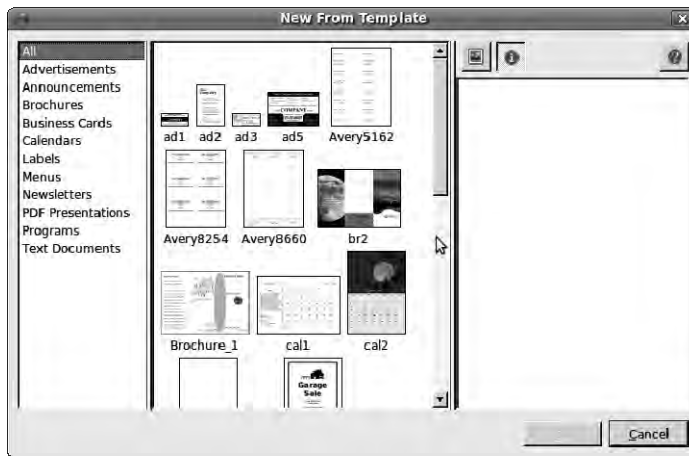 New From Template
All
Advertisements
Announcements
Brochures
Business Cards
Calendars
Labels
Menus
Newsletters
PDF Presentations
Programs
Text Documents
COMPANY
ad1 ad2 ad3 ad5 Avery5162
Avery8254 Avery8660 br2
Brochure_1 cal1 cal2
Garage
Sale
Cancel